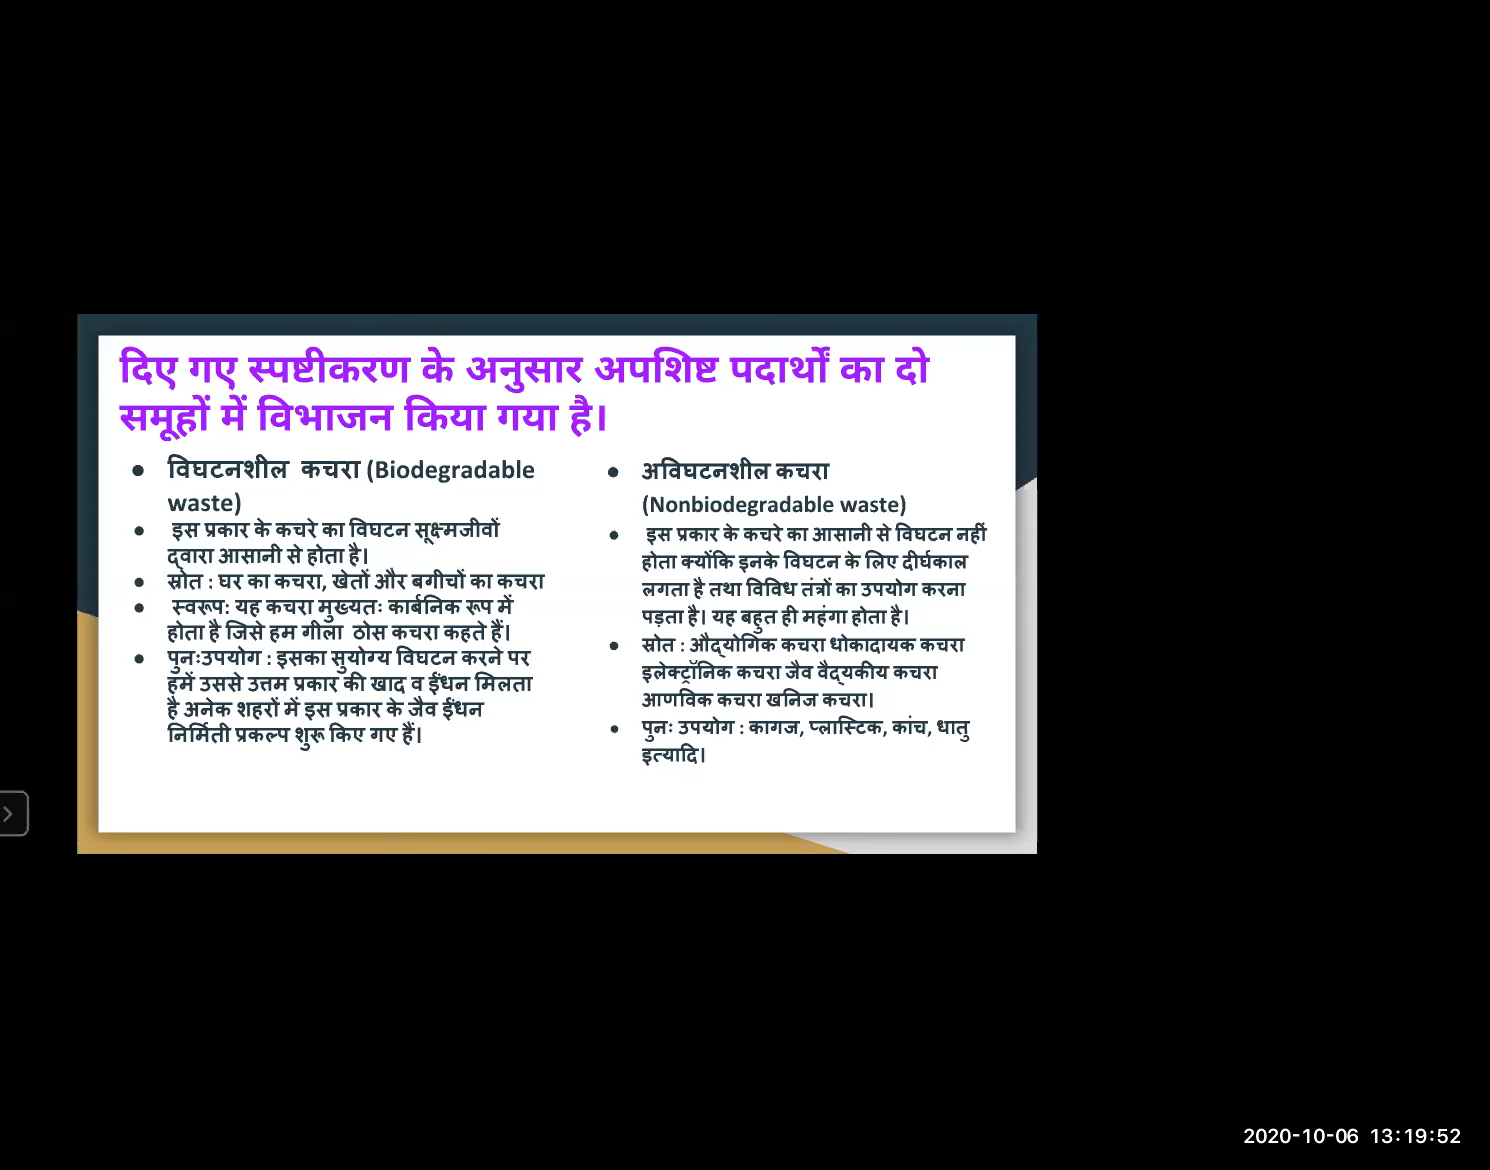 दिए गए स्पष्टीकरण के अनुसार अपशिष्ट पदार्थों का दो
समूहों में विभाजन किया गया है।
● विघटनशील कचरा (Biodegradable
waste)
● इस प्रकार के कचरे का विघटन सूक्ष्मजीवों
द्वारा आसानी से होता है।
● स्रोत : घर का कचरा, खेतों और बगीचों का कचरा
● स्वरूप: यह कचरा मुख्यतः कार्बनिक रूप में
होता है जिसे हम गीला ठोस कचरा कहते हैं।
● पुनःउपयोग : इसका सुयोग्य विघटन करने पर
हमें उससे उत्तम प्रकार की खाद व ईंधन मिलता
है अनेक शहरों में इस प्रकार के जैव ईंधन
निर्मिती प्रकल्प शुरू किए गए हैं।
● अविघटनशील कचरा
(Nonbiodegradable waste)
● इस प्रकार के कचरे का आसानी से विघटन नहीं
होता क्योंकि इनके विघटन के लिए दीर्घकाल
लगता है तथा विविध तंत्रों का उपयोग करना
पड़ता है। यह बहुत ही महंगा होता है।
● स्रोत : औद्योगिक कचरा धोकादायक कचरा
इलेक्ट्रॉनिक कचरा जैव वैद्यकीय कचरा
आणविक कचरा खनिज कचरा।
● पुनः उपयोग : कागज, प्लास्टिक, कांच, धातु
इत्यादि।
2020-10-06 13:19:52